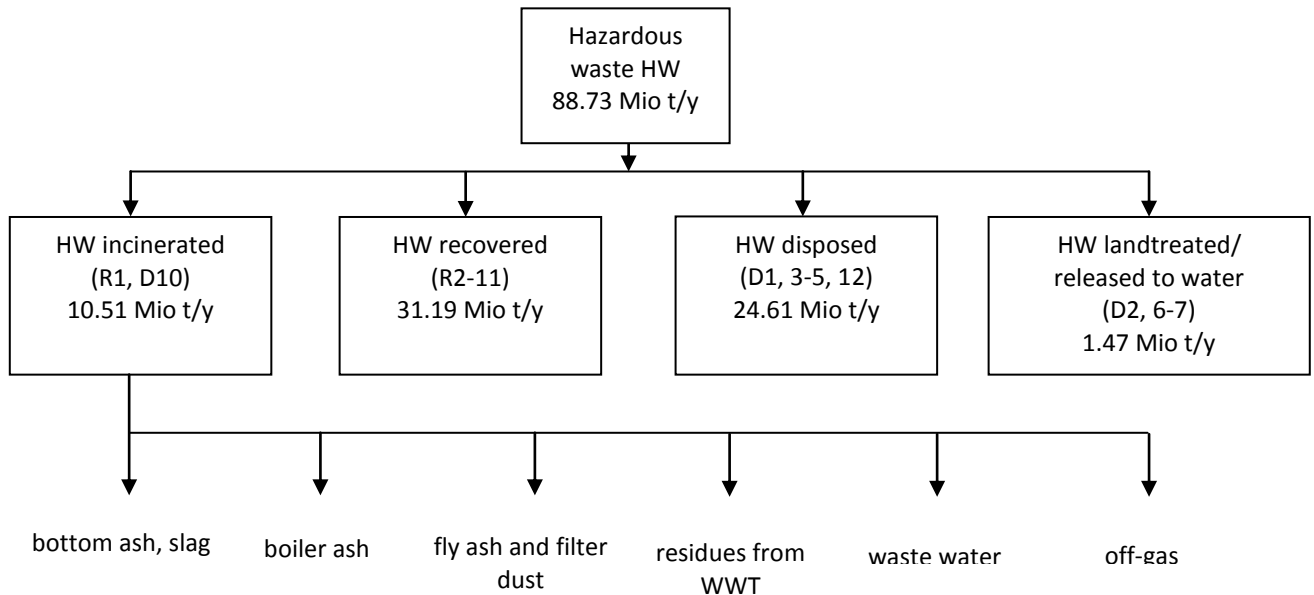 Hazardous
waste HW
88.73 Mio t/y
HW incinerated
(R1, D10)
10.51 Mio t/y
HW recovered
(R2-11)
31.19 Mio t/y
HW disposed
(D1, 3-5, 12)
24.61 Mio t/y
HW landtreated/
released to water
(D2, 6-7)
1.47 Mio t/y
bottom ash, slag
boiler ash
fly ash and filter
dust
residues from
WWT
waste water
off-gas